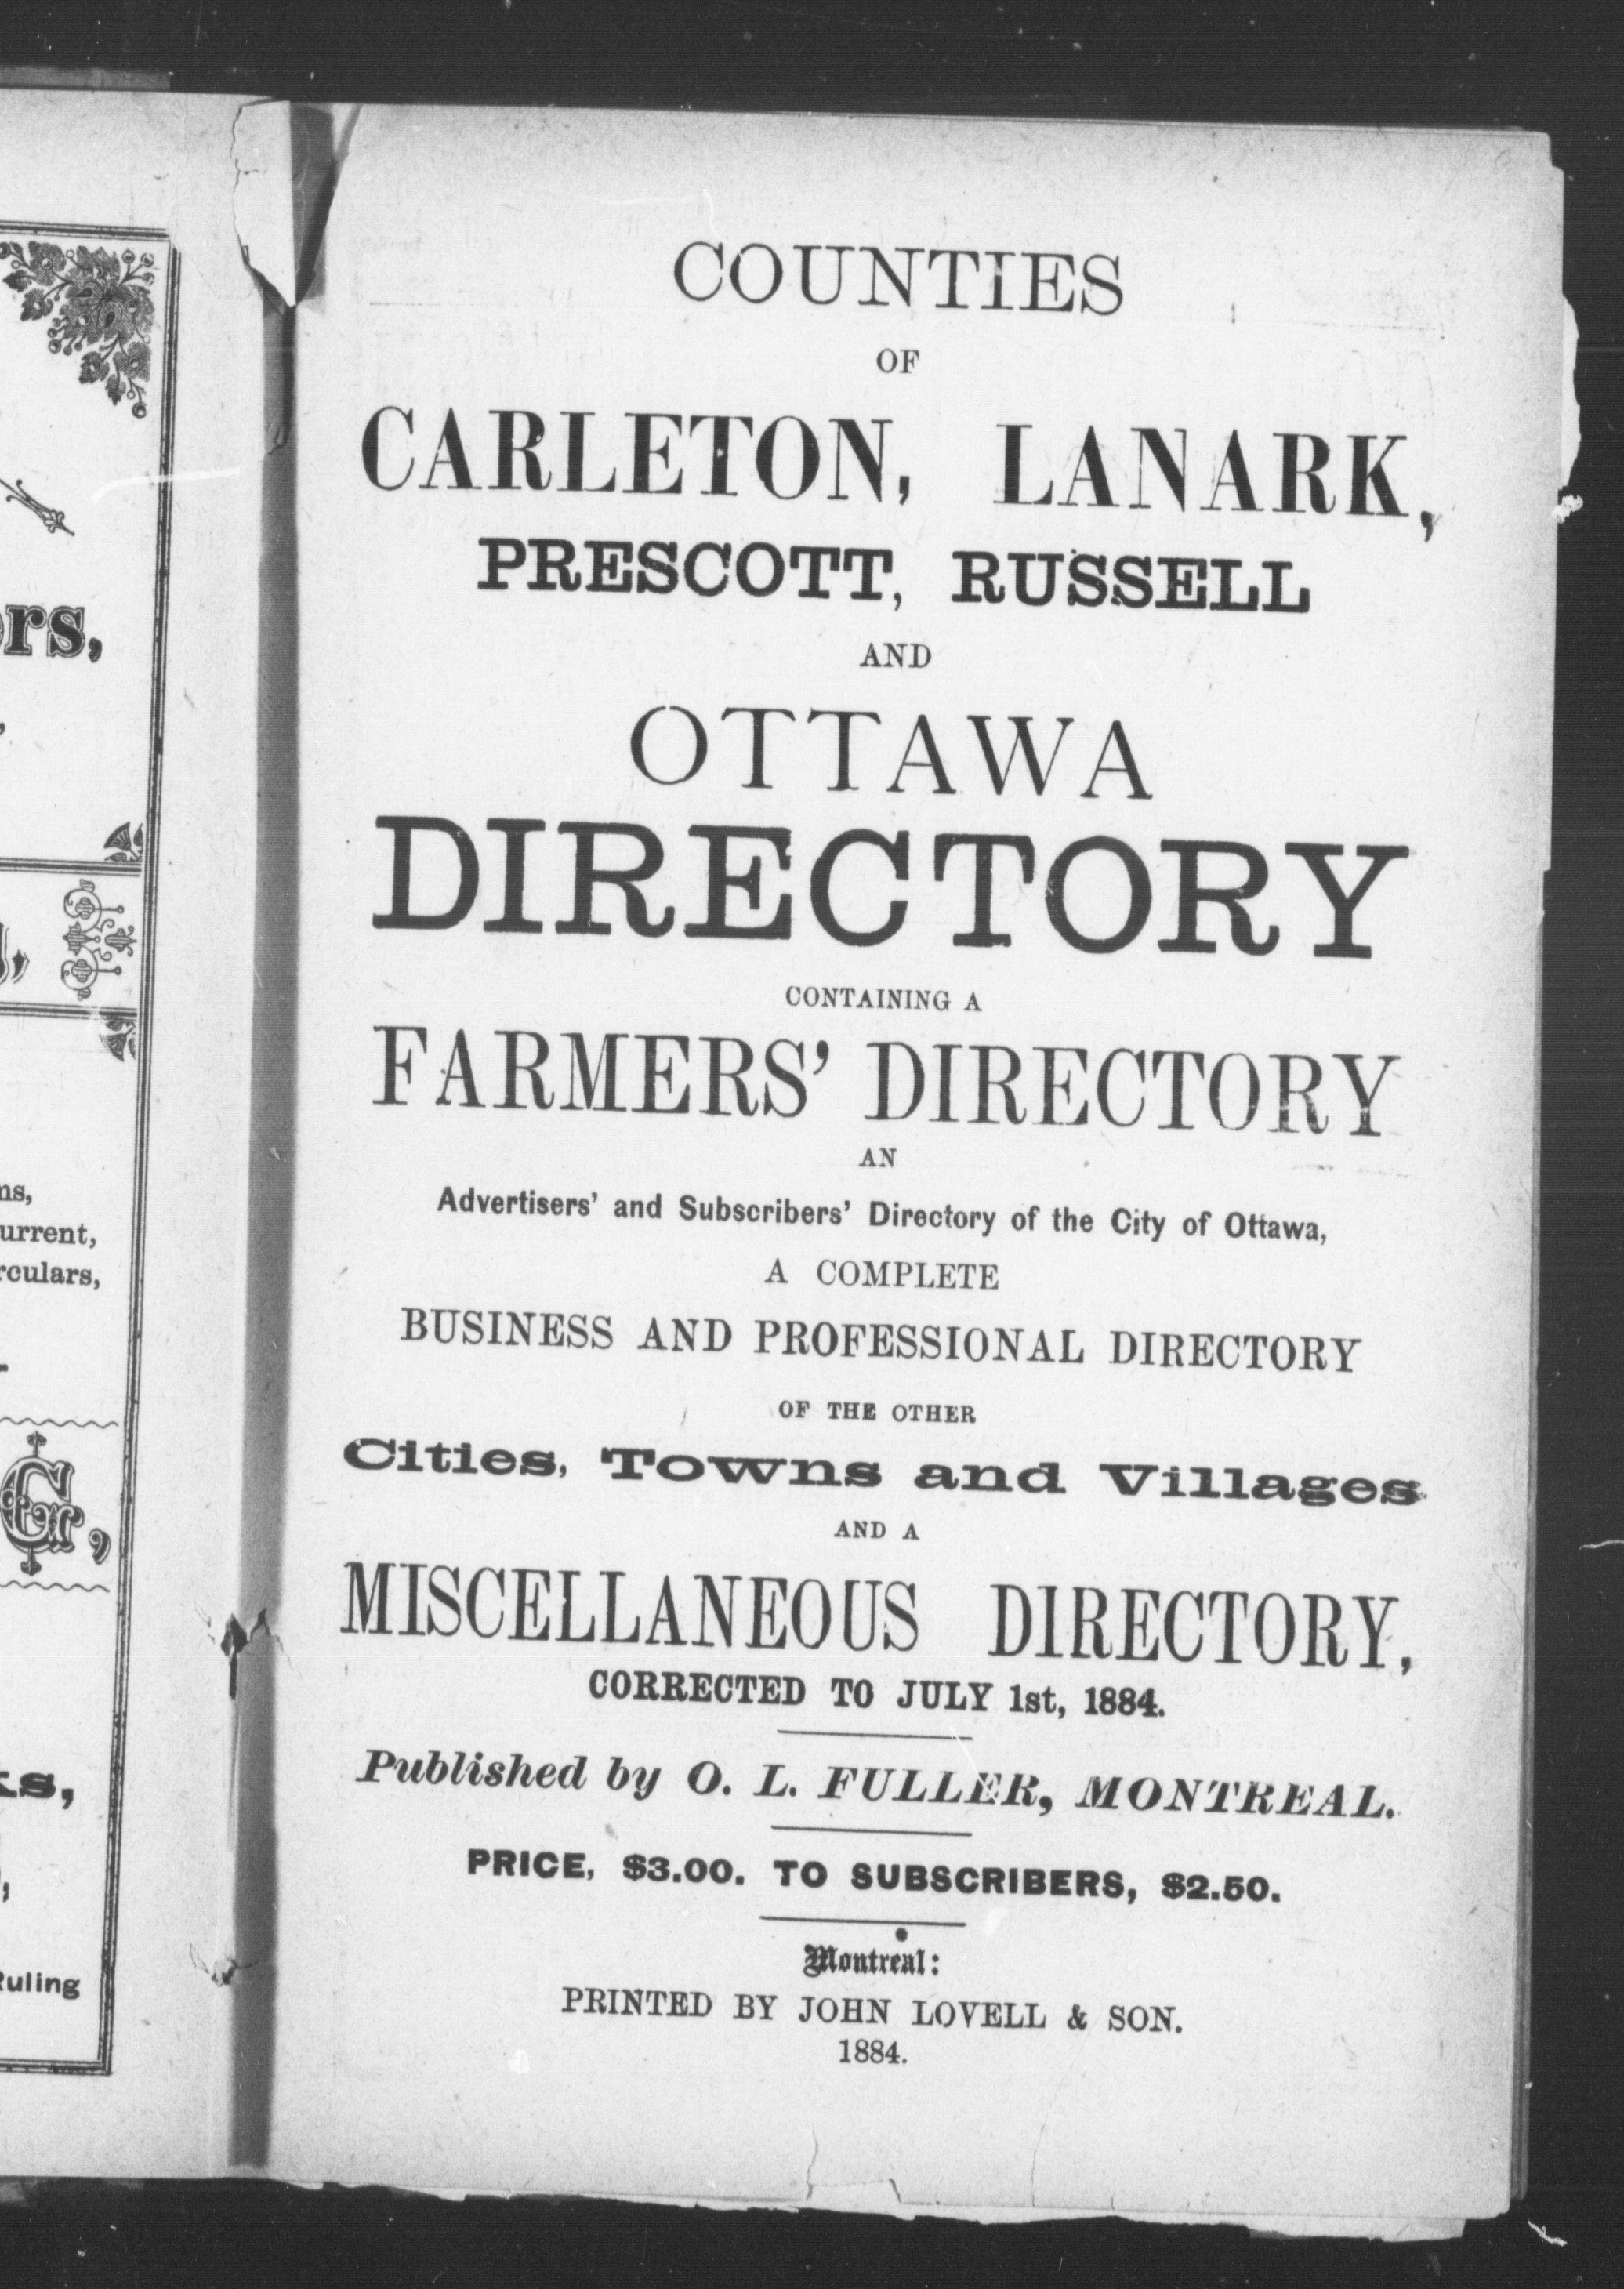 COUNTIES
OF
CARLETON, LANARK,
PRESCOTT, RUSSELL
AND
OTTAWA
DIRECTORY
CONTAINING A
FARMERS' DIRECTORY
AN
Advertisers' and Subscribers' Directory of the City of Ottawa,
A COMPLETE
BUSINESS AND PROFESSIONAL DIRECTORY
OF THE OTHER
Cities, Towns and Villages
AND A
MISCELLANEOUS DIRECTORY,
CORRECTED TO JULY 1st, 1884.
Published by O. L. FULLER, MONTREAL.
PRICE, $3.00. TO SUBSCRIBERS, $2.50.
Montreal:
PRINTED BY JOHN LOVELL & SON.
1884.